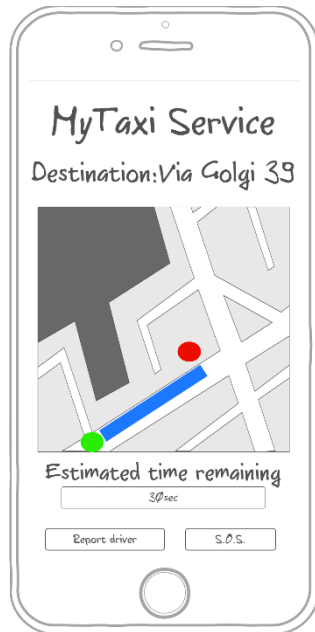 MyTaxi Service
Destination:Via Golgi 39
Estimated time remaining
30sec
Report driver
S.O.S.